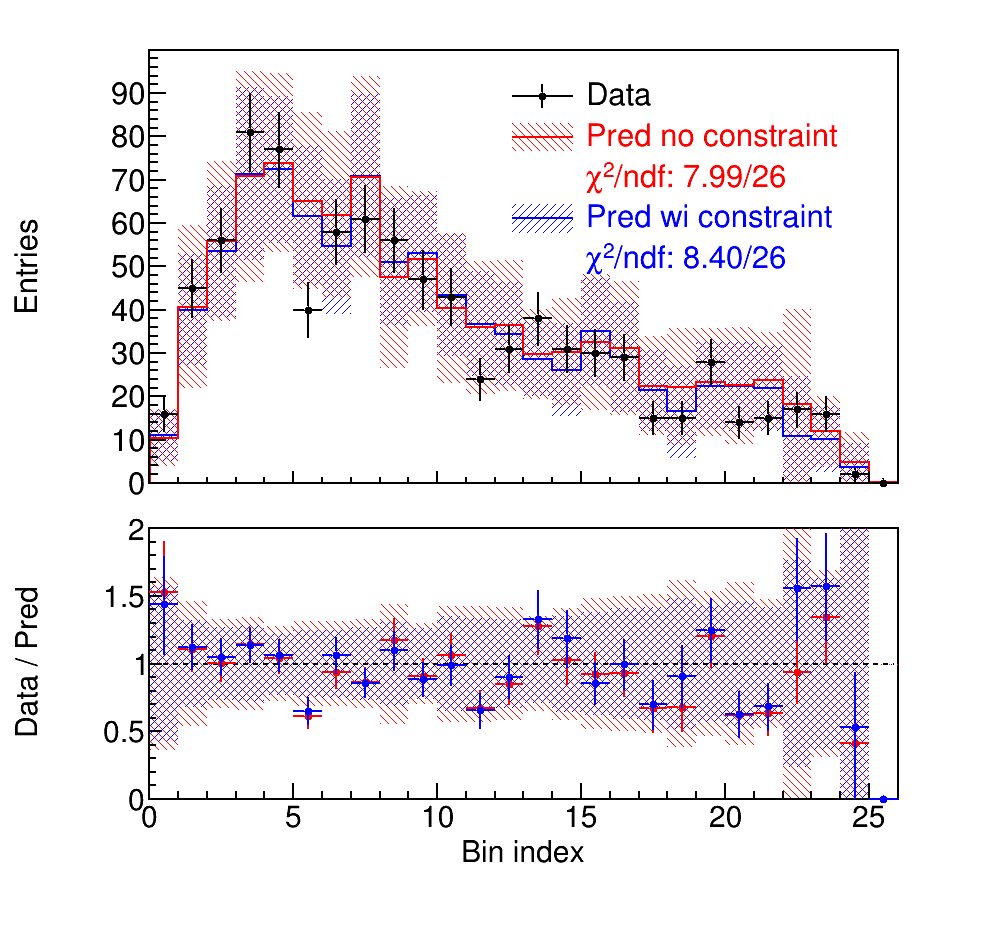 Entries
90
80
70
60
50
40
30
20
10
0
Data
Pred no constraint
χ²/ndf: 7.99/26
Pred wi constraint
χ²/ndf: 8.40/26
Data / Pred
2
1.5
1
0.5
0
0 5 10 15 20 25
Bin index